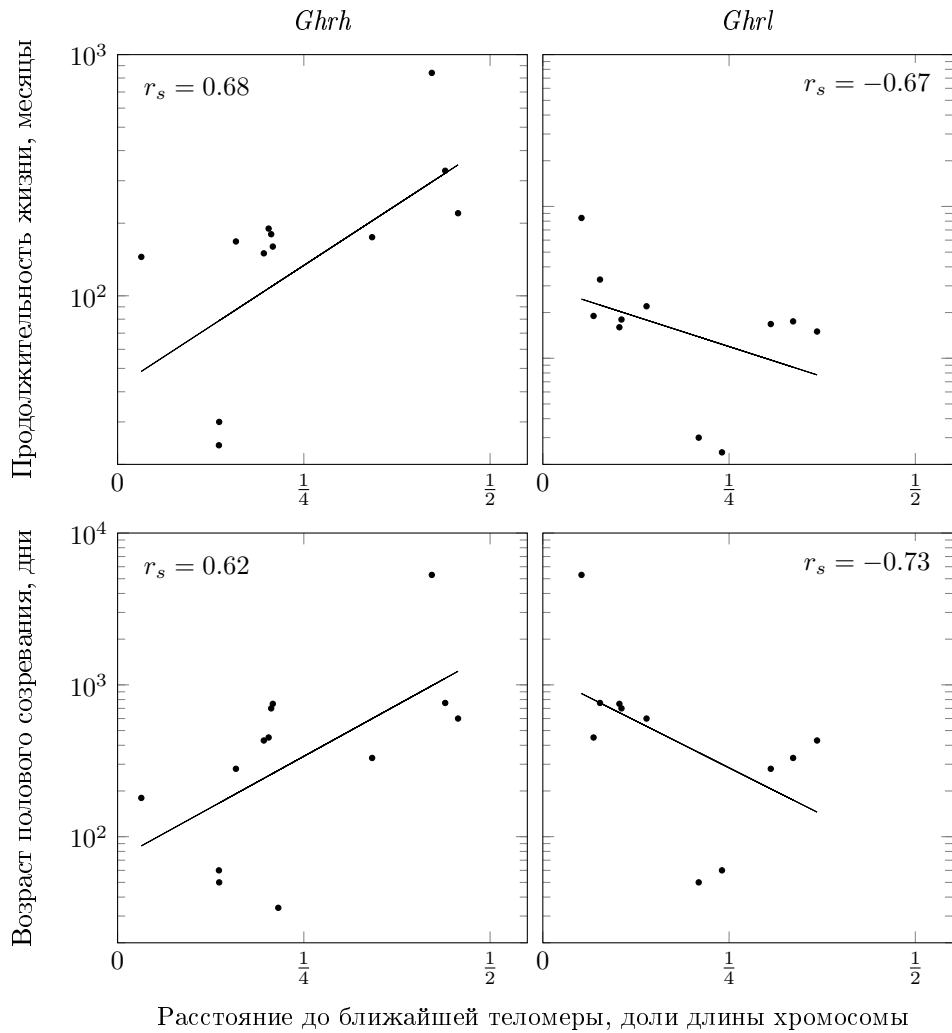 Ghrh
Ghrl
Продолжительность жизни, месяцы
10³
10²
r_s = 0.68
r_s = −0.67
0
1/4
1/2
0
1/4
1/2
Возраст полового созревания, дни
10⁴
10³
10²
r_s = 0.62
r_s = −0.73
0
1/4
1/2
0
1/4
1/2
Расстояние до ближайшей теломеры, доли длины хромосомы